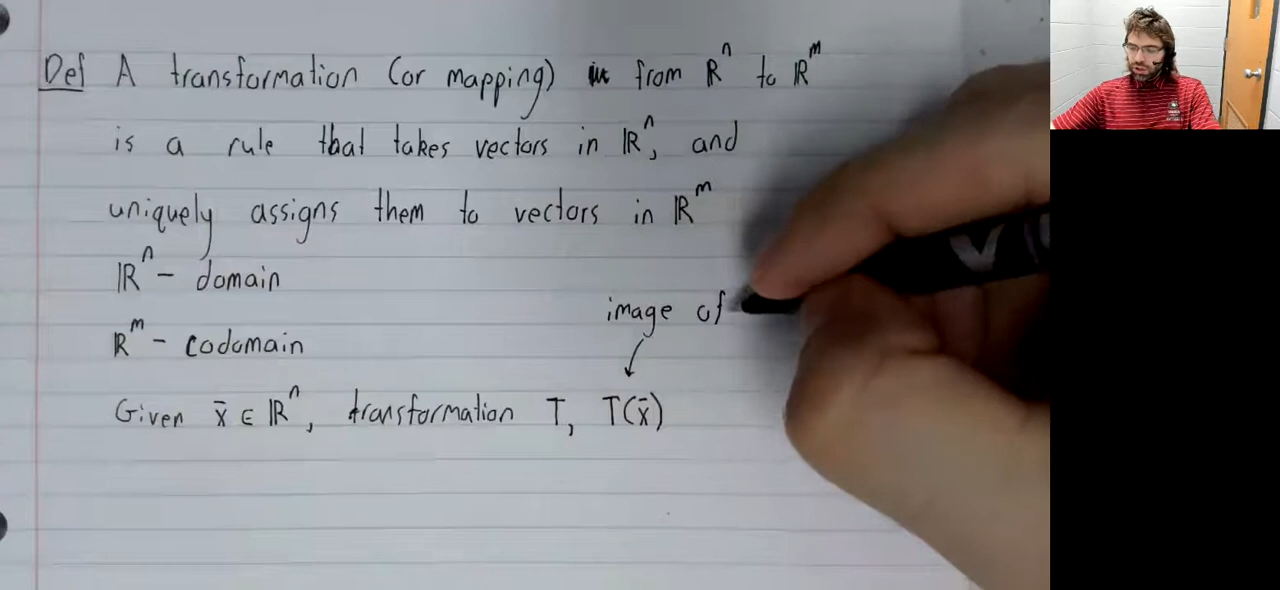 Def A transformation (or mapping) from ℝⁿ to ℝᵐ
is a rule that takes vectors in ℝⁿ, and
uniquely assigns them to vectors in ℝᵐ
ℝⁿ - domain
image of
ℝᵐ - codomain
Given x̄ ∈ ℝⁿ, transformation T, T(x̄)